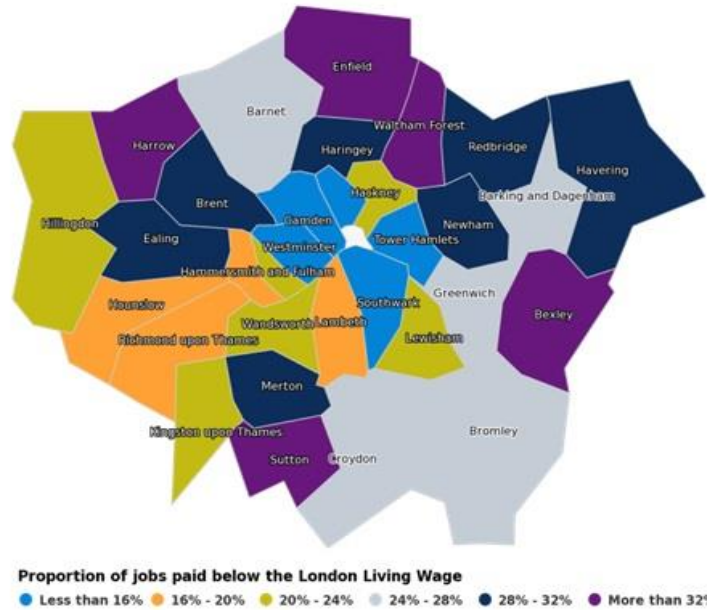 Enfield
Barnet
Waltham Forest
Harrow
Haringey
Redbridge
Havering
Hackney
Barking and Dagenham
Brent
Camden
Newham
Hillingdon
Ealing
Westminster
Tower Hamlets
Hammersmith and Fulham
Greenwich
Hounslow
Southwark
Bexley
Wandsworth
Lambeth
Richmond upon Thames
Lewisham
Merton
Kingston upon Thames
Bromley
Sutton
Croydon
Proportion of jobs paid below the London Living Wage
Less than 16% 16% - 20% 20% - 24% 24% - 28% 28% - 32% More than 32%